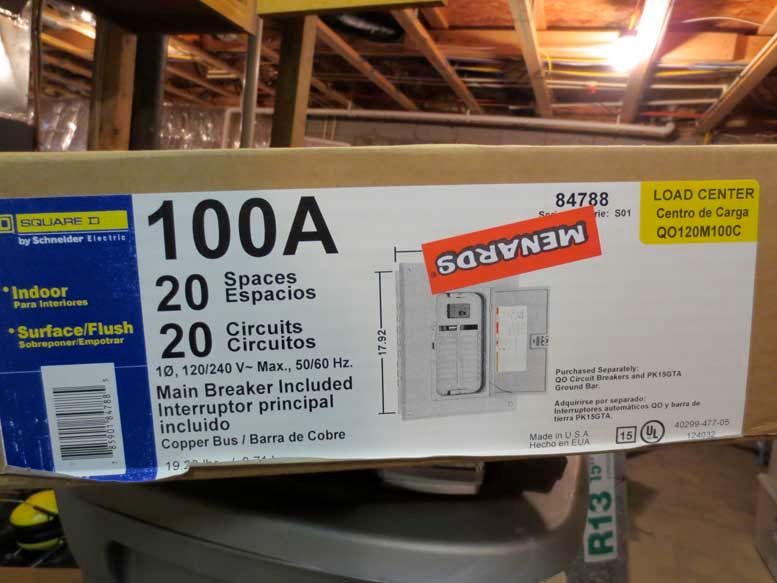 SQUARE D
by Schneider Electric
Indoor
Para Interiores
Surface/Flush
Sobreponer/Empotrar
100A
20 Spaces
Espacios
20 Circuits
Circuitos
1Ø, 120/240 V~ Max., 50/60 Hz.
Main Breaker Included
Interruptor principal
incluido
Copper Bus / Barra de Cobre
17.92
MENARDS
84788
S01
LOAD CENTER
Centro de Carga
QO120M100C
Purchased Separately:
QO Circuit Breakers and PK15GTA
Ground Bar.
Adquirirse por separado:
Interruptores automáticos QO y barra de
tierra PK15GTA.
Made in U.S.A.
Hecho en EUA
15
UL
40299-477-05
124032
R13 15"